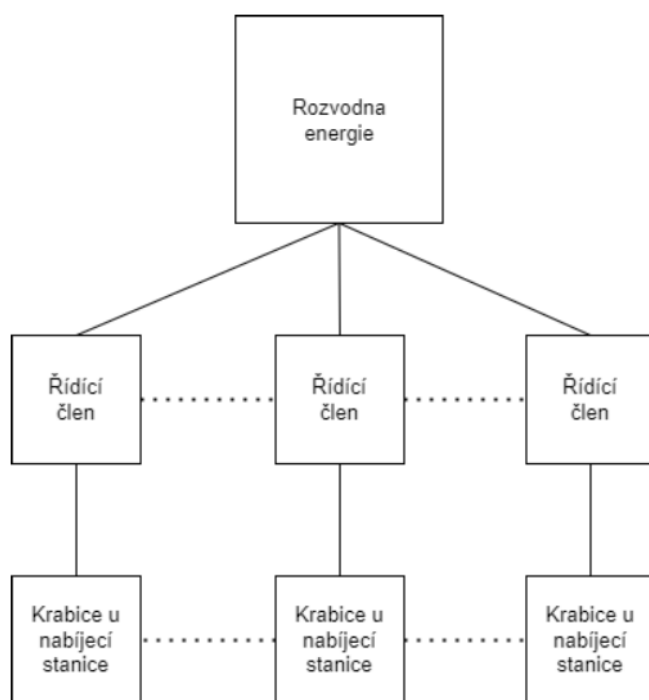 Rozvodna
energie
Řídící
člen
Řídící
člen
Řídící
člen
Krabice u
nabíjecí
stanice
Krabice u
nabíjecí
stanice
Krabice u
nabíjecí
stanice